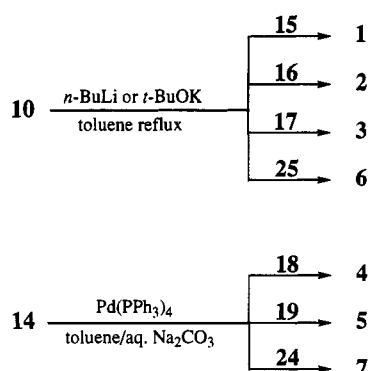 15 1
16 2
10 n-BuLi or t-BuOK
toluene reflux
17 3
25 6
18 4
14 Pd(PPh₃)₄ 19 5
toluene/aq. Na₂CO₃
24 7